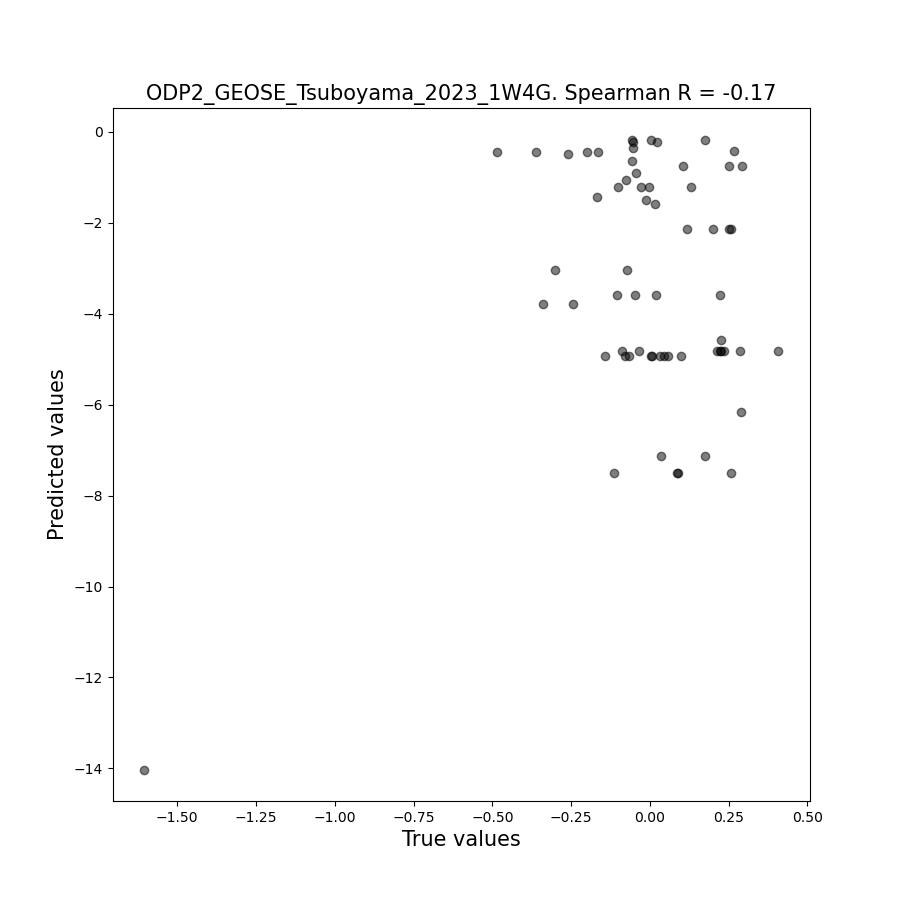 ODP2_GEOSE_Tsuboyama_2023_1W4G. Spearman R = -0.17
Predicted values
0
−2
−4
−6
−8
−10
−12
−14
−1.50 −1.25 −1.00 −0.75 −0.50 −0.25 0.00 0.25 0.50
True values